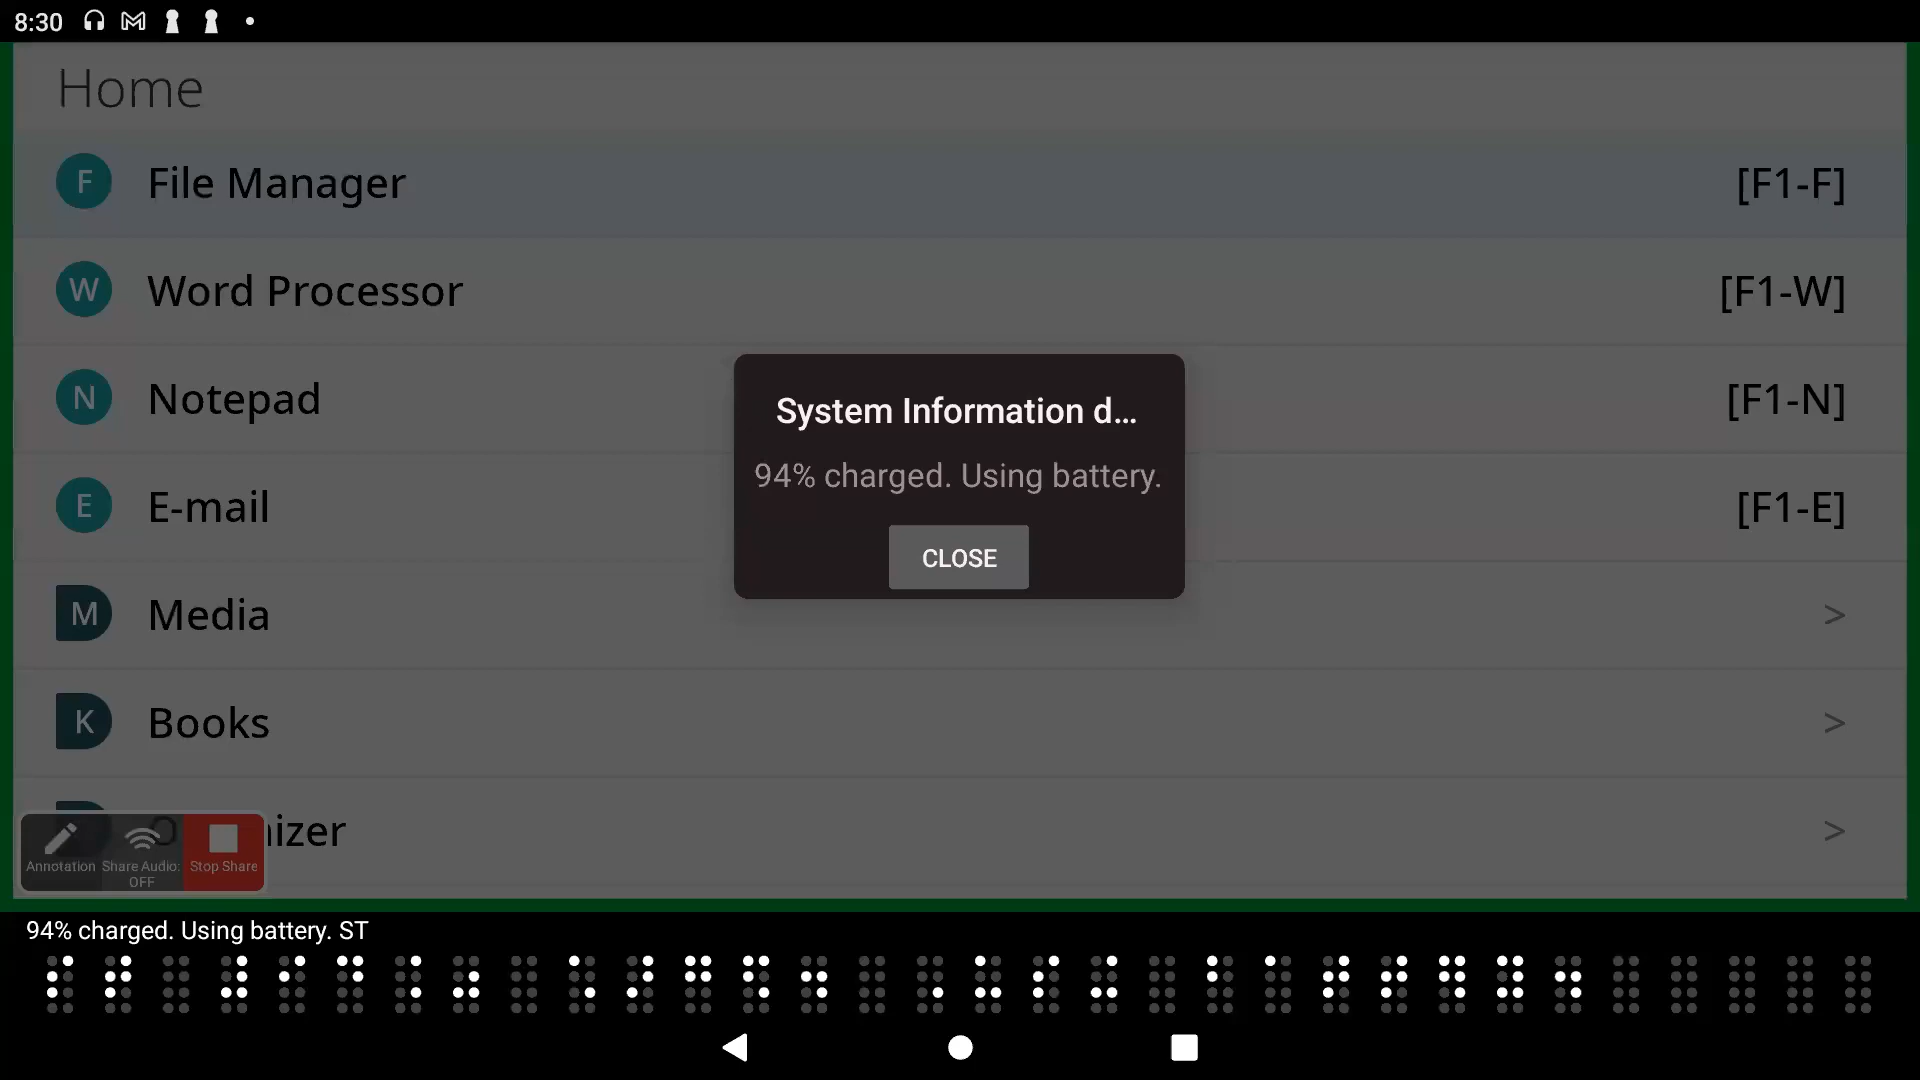 8:30
Home
F File Manager [F1-F]
W Word Processor [F1-W]
N Notepad [F1-N]
E E-mail [F1-E]
M Media >
K Books >
nizer >
System Information d...
94% charged. Using battery.
CLOSE
Annotation
Share Audio: OFF
Stop Share
94% charged. Using battery. ST